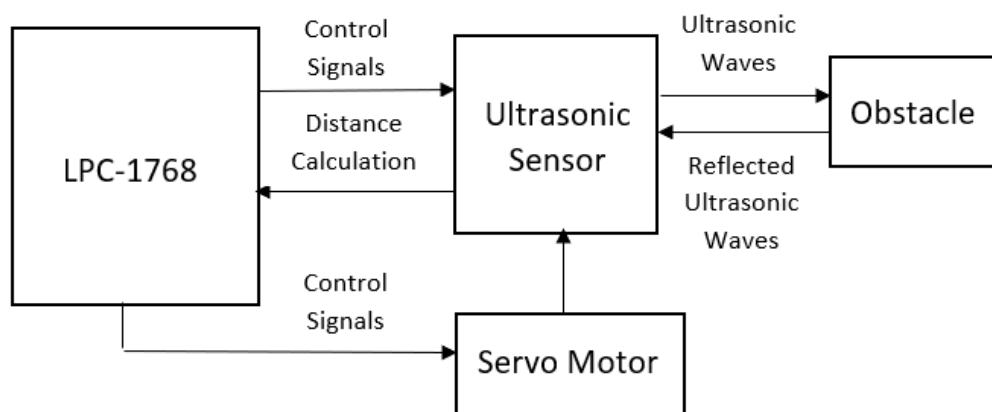 LPC-1768
Control
Signals
Distance
Calculation
Ultrasonic
Sensor
Ultrasonic
Waves
Reflected
Ultrasonic
Waves
Obstacle
Control
Signals
Servo Motor